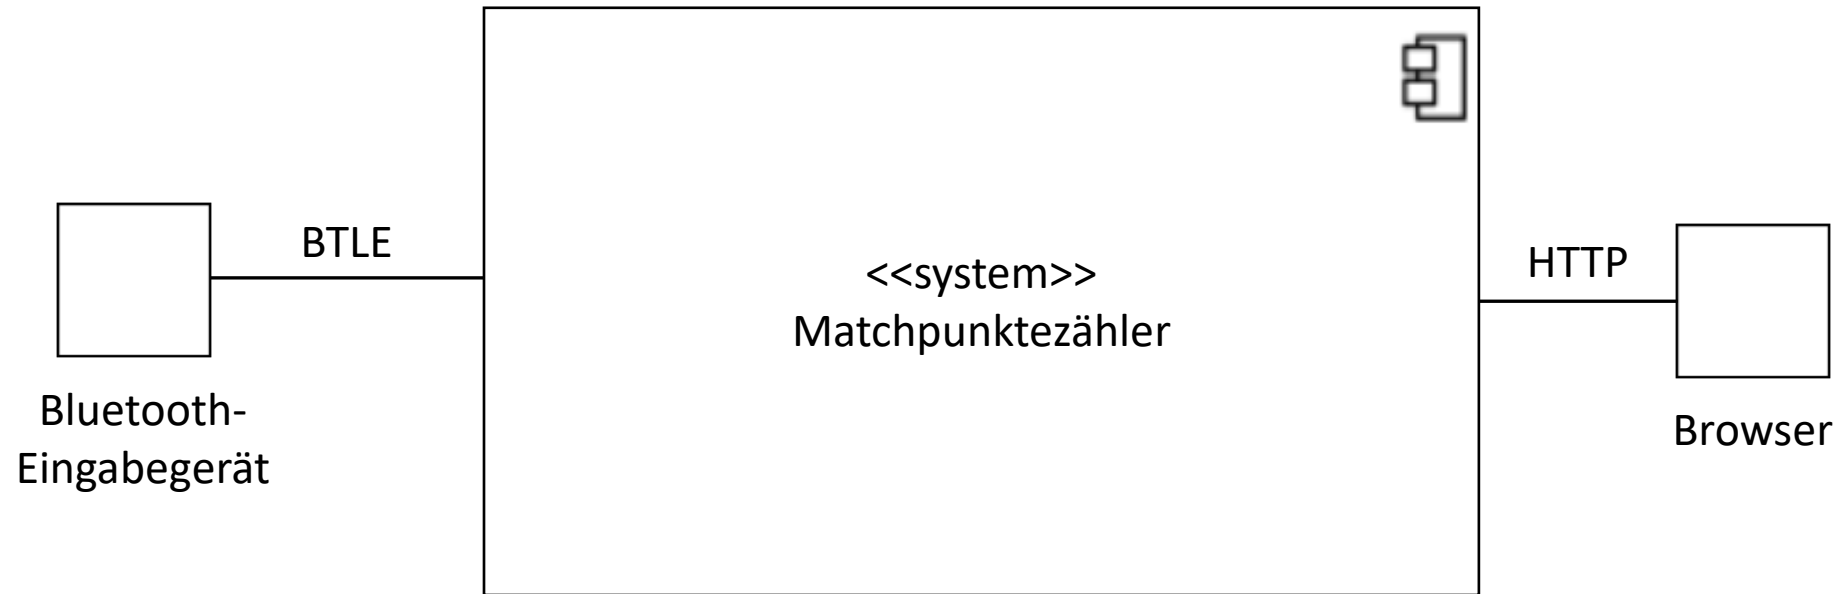 BTLE
<<system>>
Matchpunktezähler
HTTP
Bluetooth-
Eingabegerät
Browser